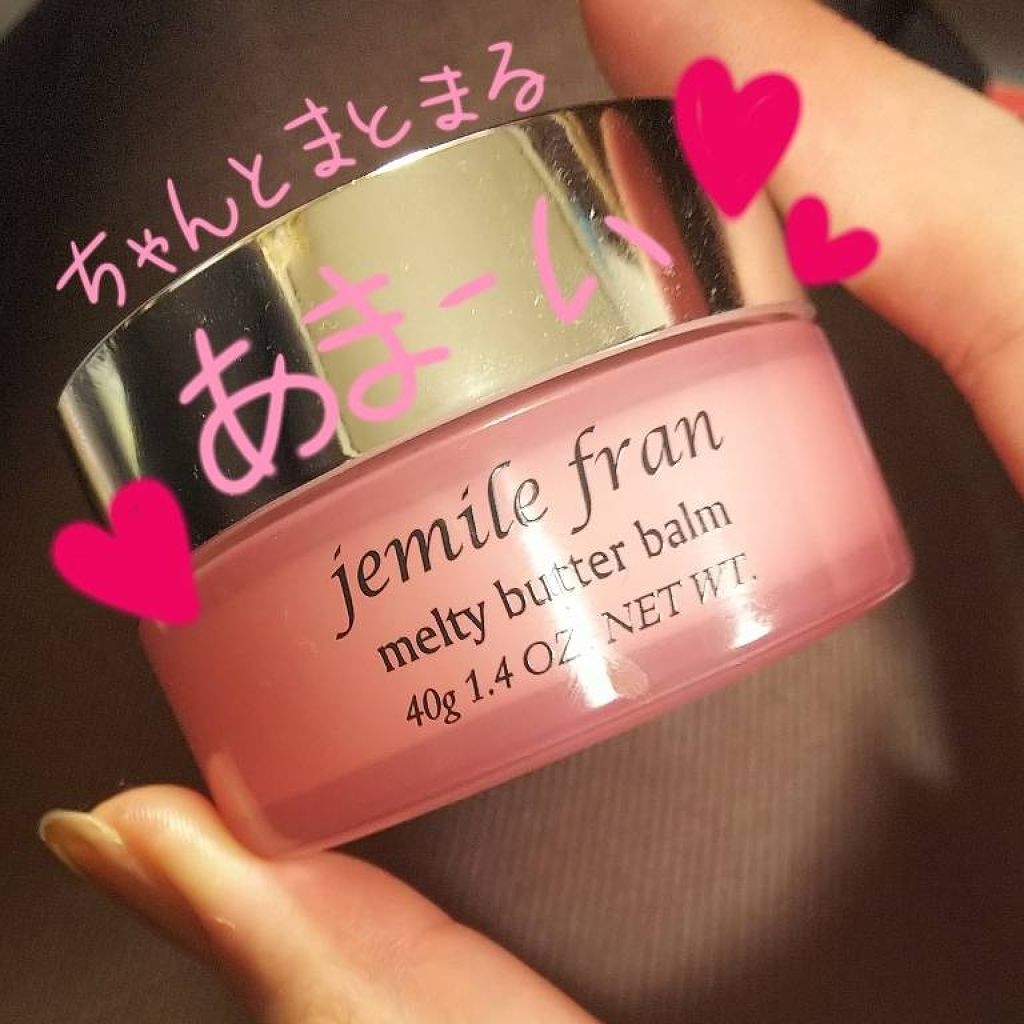 ちゃんとまとまる
あまーい
jemile fran
melty butter balm
40g 1.4 OZ. NET WT.